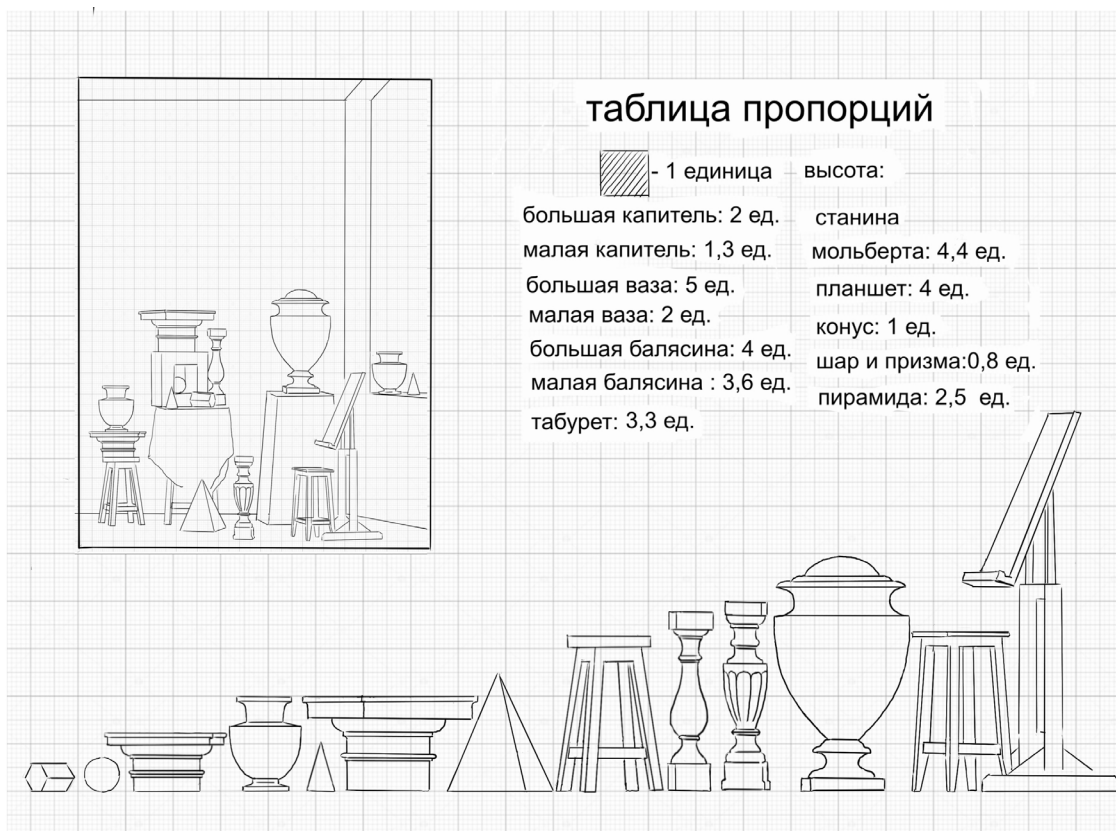 таблица пропорций
- 1 единица
большая капитель: 2 ед.
малая капитель: 1,3 ед.
большая ваза: 5 ед.
малая ваза: 2 ед.
большая балясина: 4 ед.
малая балясина : 3,6 ед.
табурет: 3,3 ед.
высота:
станина
мольберта: 4,4 ед.
планшет: 4 ед.
конус: 1 ед.
шар и призма:0,8 ед.
пирамида: 2,5 ед.